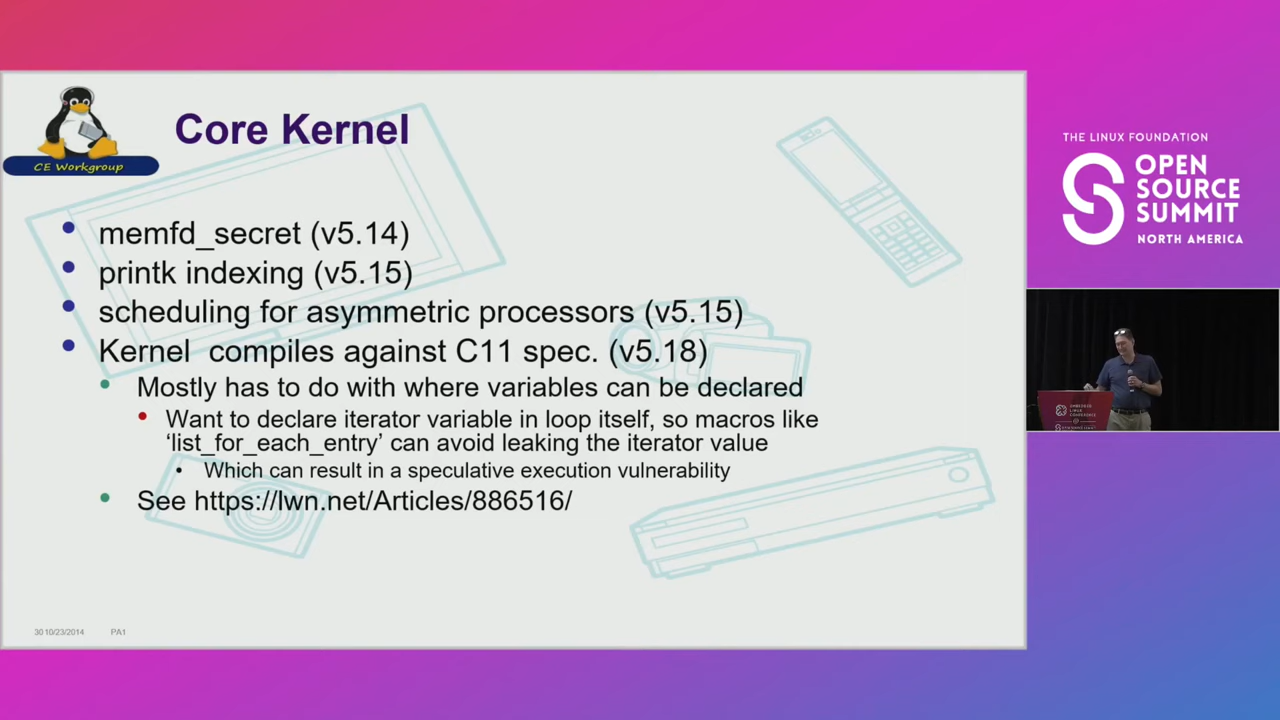 CE Workgroup
Core Kernel
memfd_secret (v5.14)
printk indexing (v5.15)
scheduling for asymmetric processors (v5.15)
Kernel  compiles against C11 spec. (v5.18)
Mostly has to do with where variables can be declared
Want to declare iterator variable in loop itself, so macros like
‘list_for_each_entry’ can avoid leaking the iterator value
Which can result in a speculative execution vulnerability
See https://lwn.net/Articles/886516/
30 10/23/2014 PA1
THE LINUX FOUNDATION
OPEN
SOURCE
SUMMIT
NORTH AMERICA
EMBEDDED
LINUX
CONFERENCE